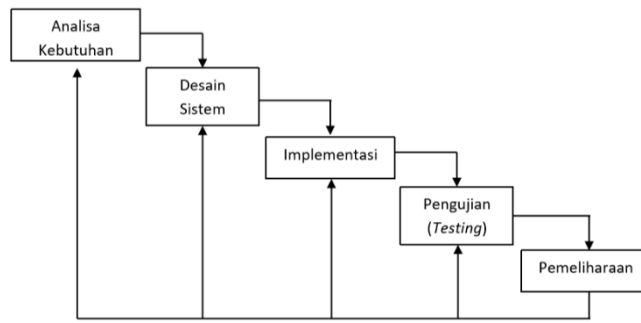 Analisa
Kebutuhan
Desain
Sistem
Implementasi
Pengujian
(Testing)
Pemeliharaan